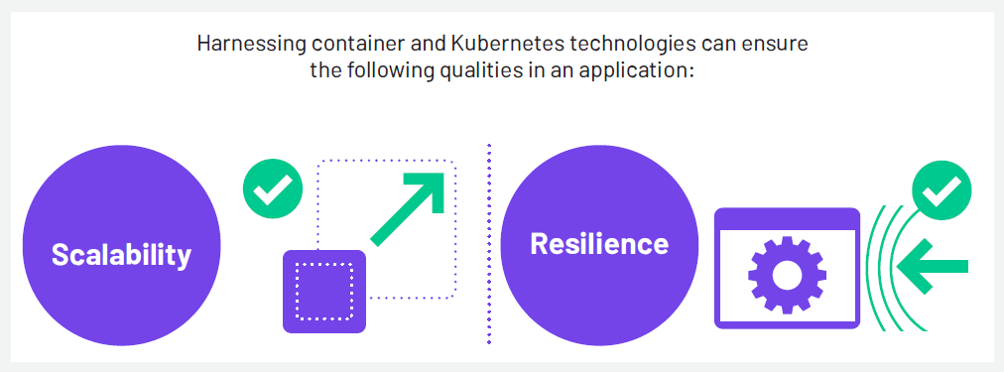 Harnessing container and Kubernetes technologies can ensure
the following qualities in an application:
Scalability
Resilience